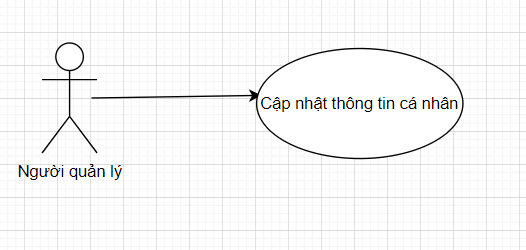 Cập nhật thông tin cá nhân
Người quản lý